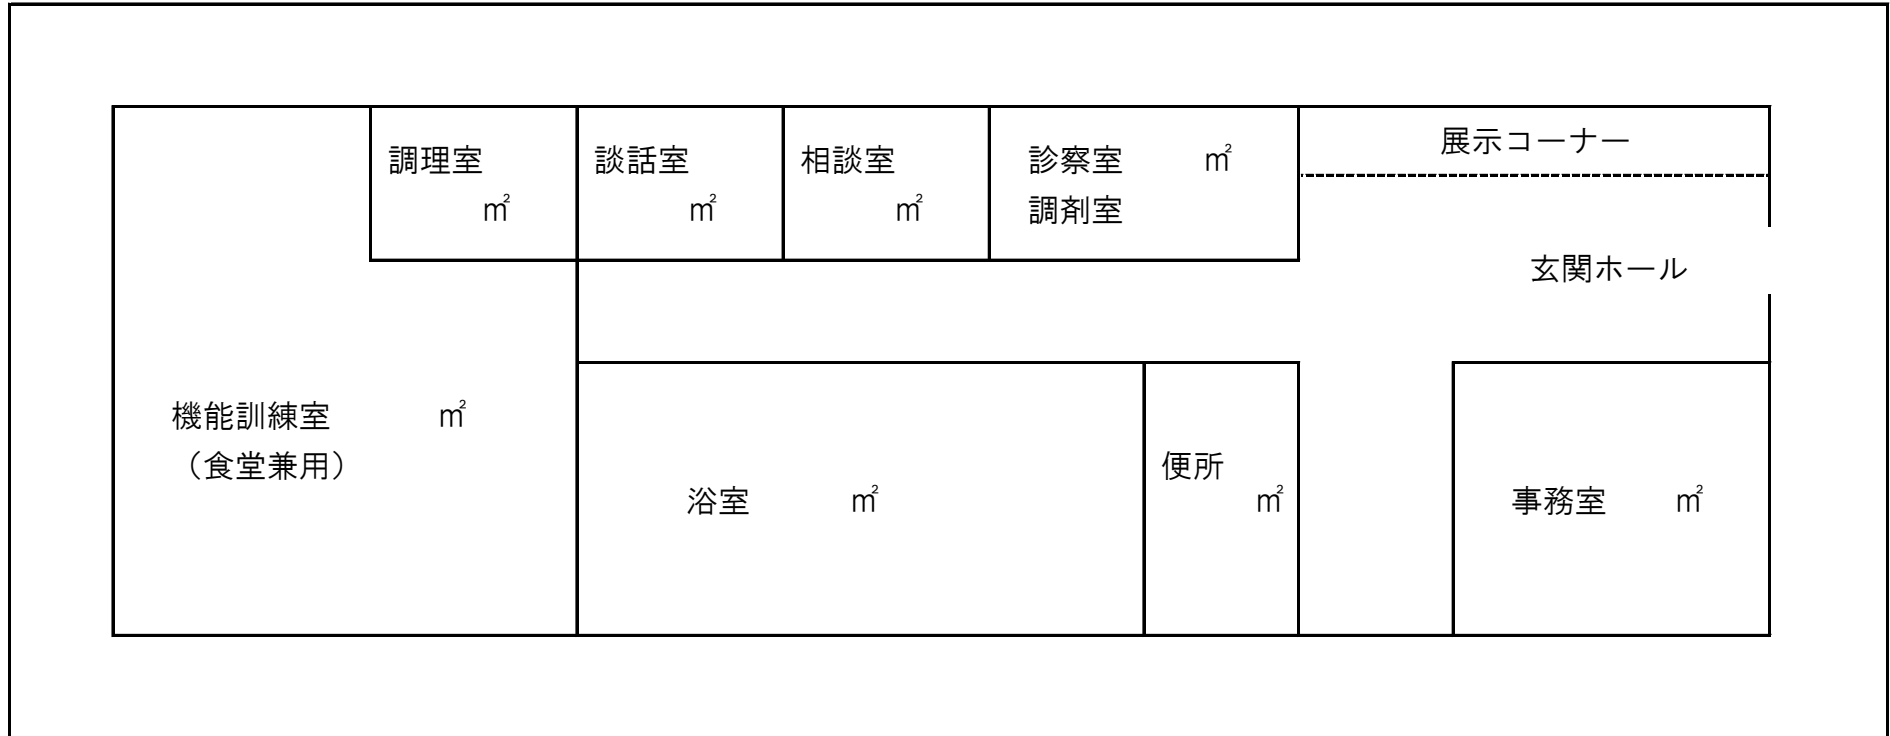 展示コーナー
調理室
㎡
談話室
㎡
相談室
㎡
診察室 ㎡
調剤室
玄関ホール
機能訓練室 ㎡
（食堂兼用）
浴室 ㎡
便所
㎡
事務室 ㎡